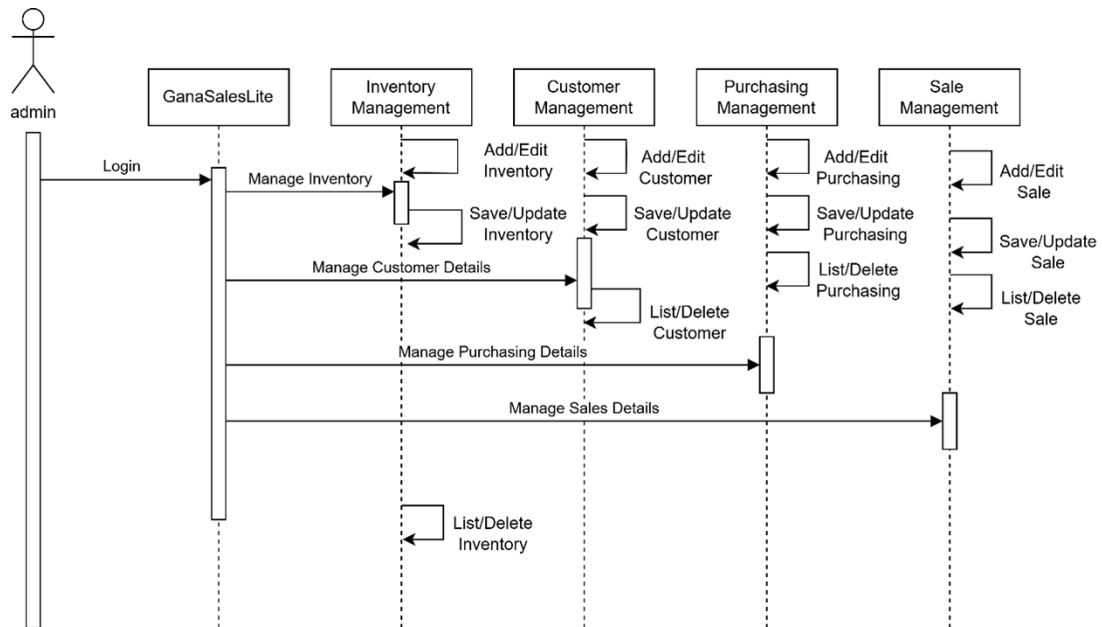 admin
GanaSalesLite
Inventory
Management
Customer
Management
Purchasing
Management
Sale
Management
Login
Manage Inventory
Add/Edit
Inventory
Add/Edit
Customer
Add/Edit
Purchasing
Add/Edit
Sale
Save/Update
Inventory
Save/Update
Customer
Save/Update
Purchasing
Save/Update
Sale
Manage Customer Details
List/Delete
Customer
List/Delete
Purchasing
List/Delete
Sale
Manage Purchasing Details
Manage Sales Details
List/Delete
Inventory